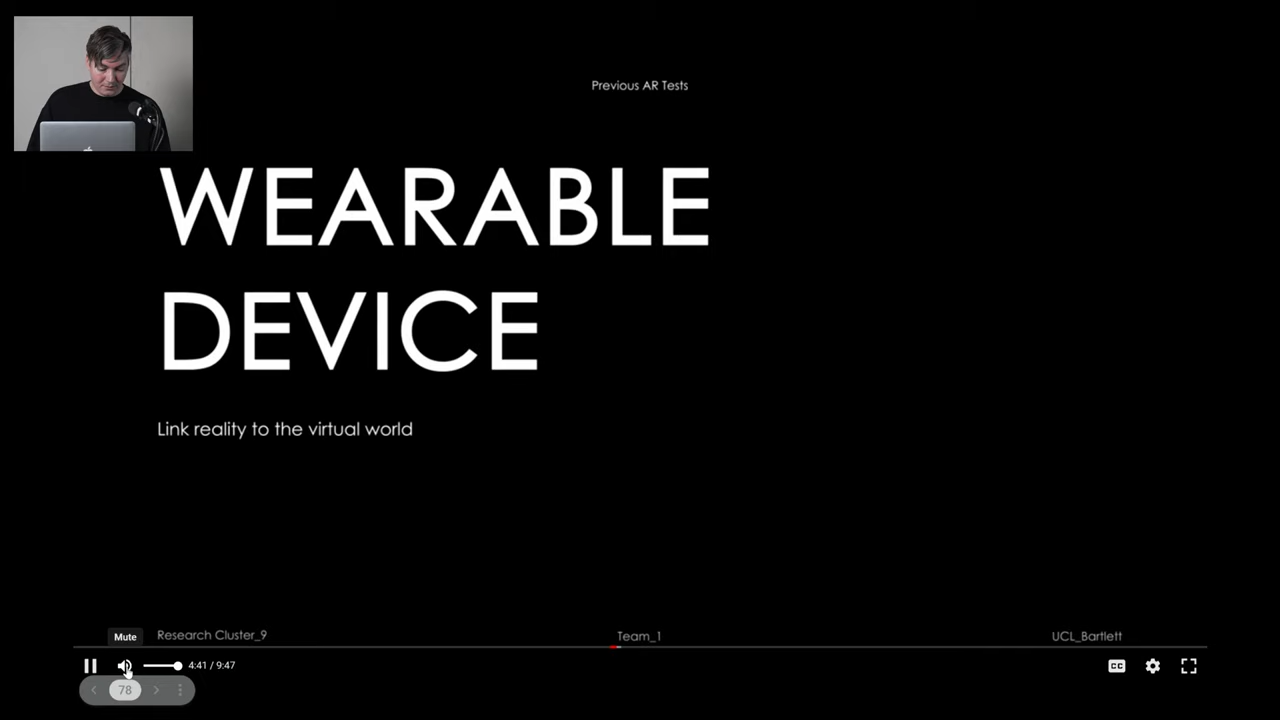 Previous AR Tests
WEARABLE
DEVICE
Link reality to the virtual world
Research Cluster_9
Team_1
UCL_Bartlett
Mute
4:41 / 9:47
CC
78